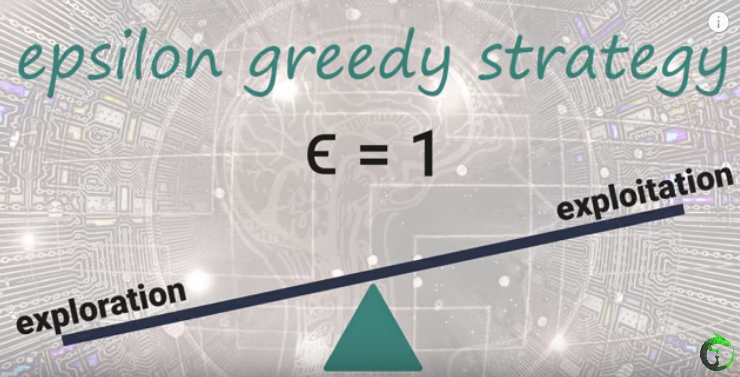 epsilon greedy strategy
ϵ = 1
exploitation
exploration